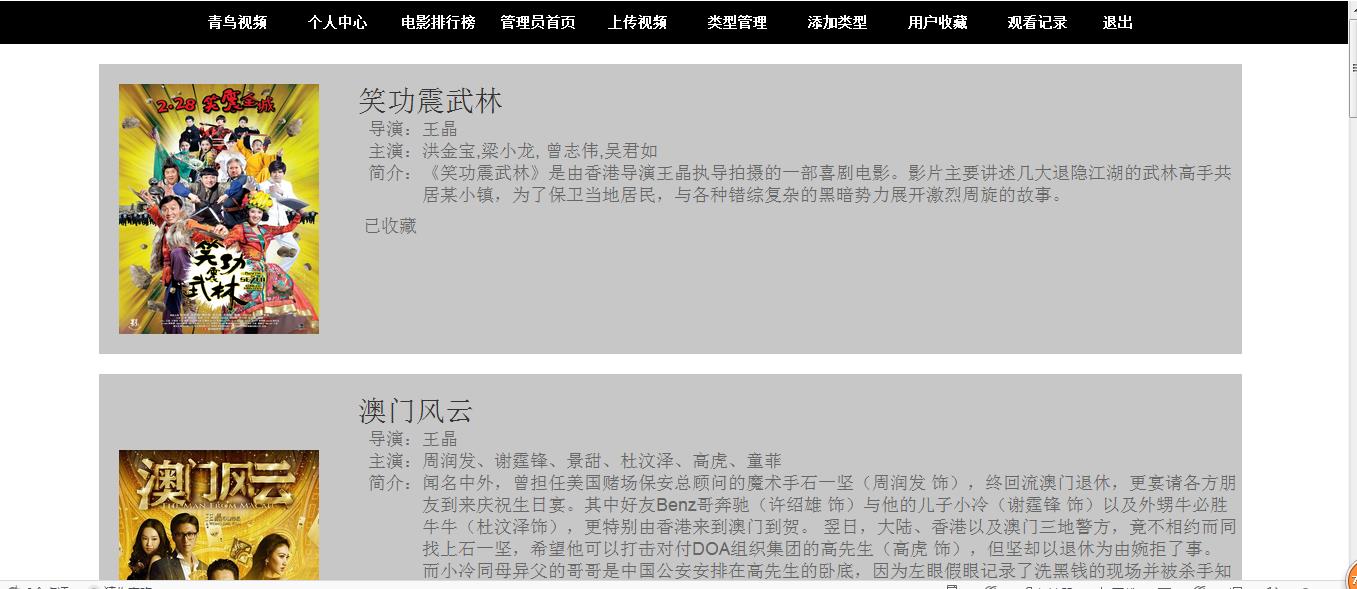 青鸟视频 个人中心 电影排行榜 管理员首页 上传视频 类型管理 添加类型 用户收藏 观看记录 退出
2·28 笑震全城
笑功震武林
笑功震武林
导演：王晶
主演：洪金宝,梁小龙, 曾志伟,吴君如
简介：《笑功震武林》是由香港导演王晶执导拍摄的一部喜剧电影。影片主要讲述几大退隐江湖的武林高手共
居某小镇，为了保卫当地居民，与各种错综复杂的黑暗势力展开激烈周旋的故事。
已收藏
澳门风云
THE MAN FROM MACAU
澳门风云
导演：王晶
主演：周润发、谢霆锋、景甜、杜汶泽、高虎、童菲
简介：闻名中外，曾担任美国赌场保安总顾问的魔术手石一坚（周润发 饰），终回流澳门退休，更宴请各方朋
友到来庆祝生日宴。其中好友Benz哥奔驰（许绍雄 饰）与他的儿子小冷（谢霆锋 饰）以及外甥牛必胜
牛牛（杜汶泽饰），更特别由香港来到澳门到贺。 翌日，大陆、香港以及澳门三地警方，竟不相约而同
找上石一坚，希望他可以打击对付DOA组织集团的高先生（高虎 饰），但坚却以退休为由婉拒了事。
而小冷同母异父的哥哥是中国公安安排在高先生的卧底，因为左眼假眼记录了洗黑钱的现场并被杀手知